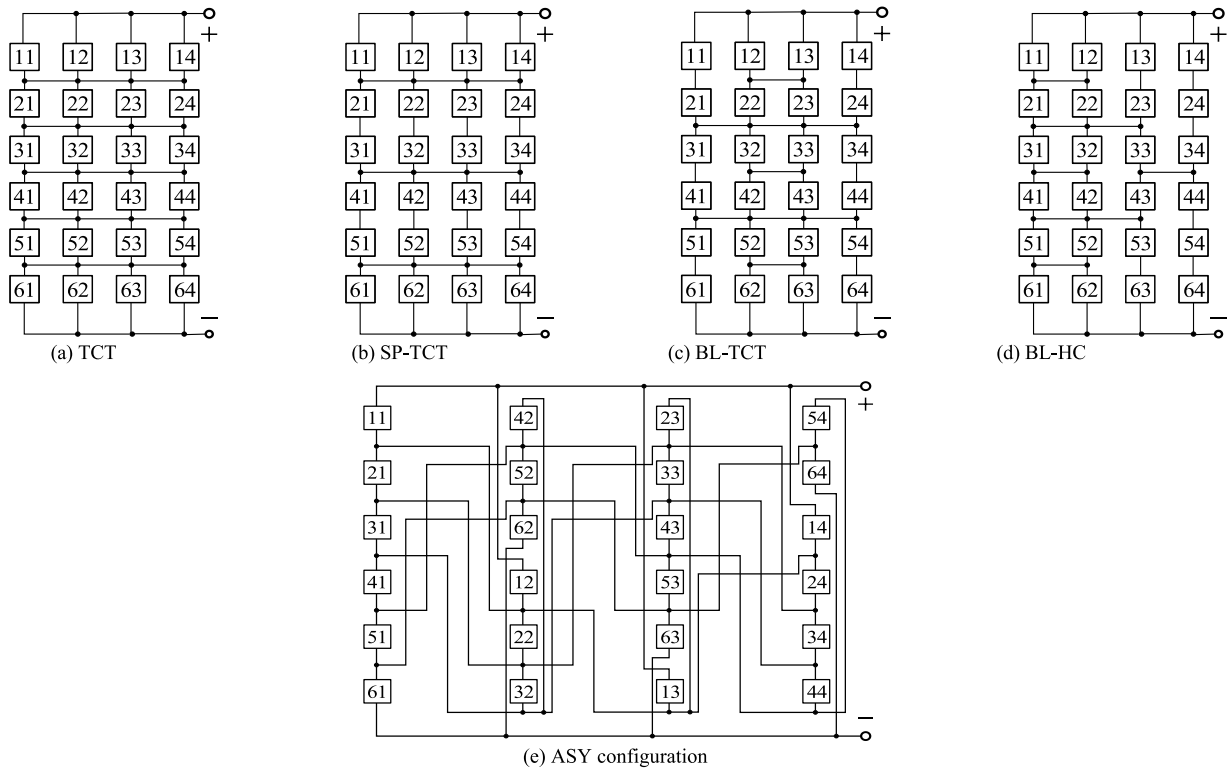 + + + +
11 12 13 14 11 12 13 14 11 12 13 14 11 12 13 14
21 22 23 24 21 22 23 24 21 22 23 24 21 22 23 24
31 32 33 34 31 32 33 34 31 32 33 34 31 32 33 34
41 42 43 44 41 42 43 44 41 42 43 44 41 42 43 44
51 52 53 54 51 52 53 54 51 52 53 54 51 52 53 54
61 62 63 64 61 62 63 64 61 62 63 64 61 62 63 64
− − − −
(a) TCT (b) SP-TCT (c) BL-TCT (d) BL-HC
+
11 42 23 54
21 52 33 64
31 62 43 14
41 12 53 24
51 22 63 34
61 32 13 44
−
(e) ASY configuration